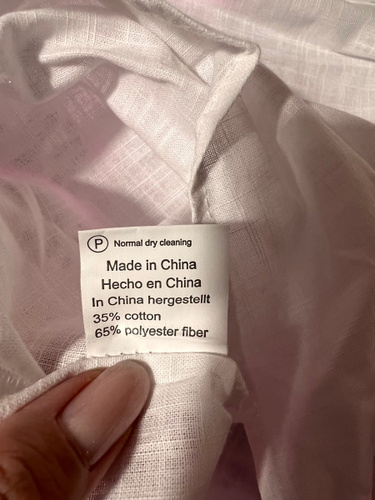 P Normal dry cleaning
Made in China
Hecho en China
In China hergestellt
35% cotton
65% polyester fiber